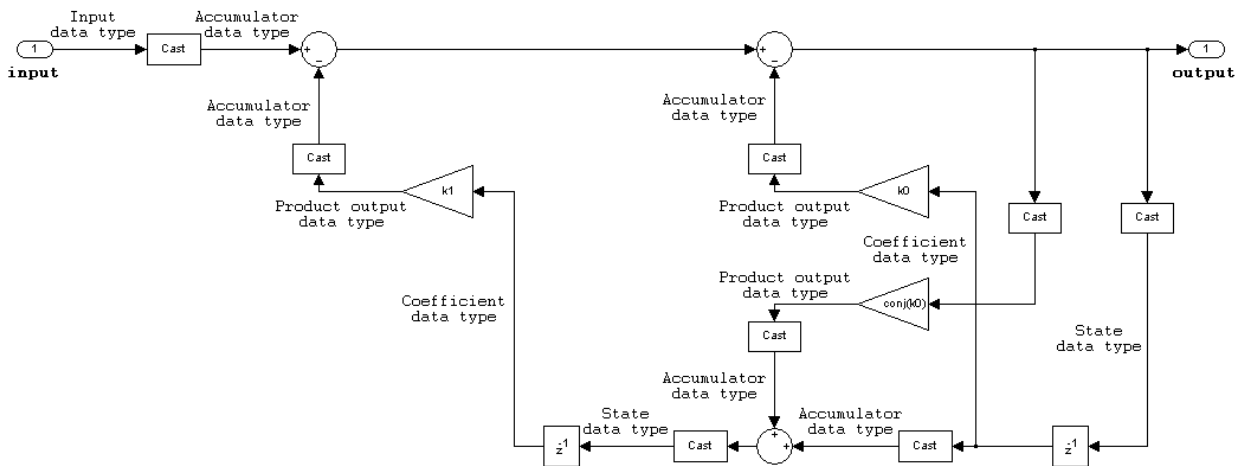 Input
data type
Accumulator
data type
1
input
Cast
+
−
+
−
1
output
Accumulator
data type
Accumulator
data type
Cast
Cast
k1
k0
Product output
data type
Product output
data type
Cast
Cast
Coefficient
data type
Product output
data type
Coefficient
data type
conj(k0)
Cast
State
data type
Accumulator
data type
State
data type
Accumulator
data type
z-1
Cast
+
+
Cast
z-1